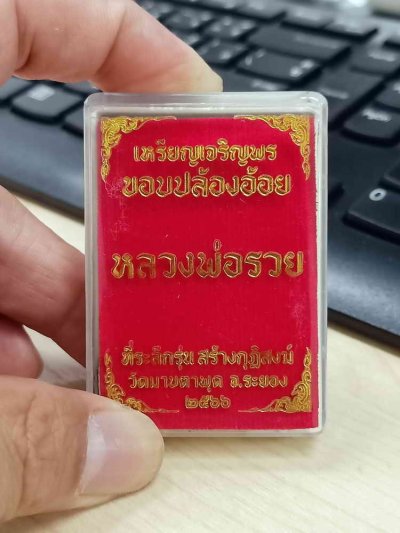 เหรียญเจริญพร
ขอบปล้องอ้อย
หลวงพ่อรวย
ที่ระลึกรุ่น สร้างกุฏิสงฆ์
วัดมาบตาพุด จ.ระยอง
๒๕๖๖